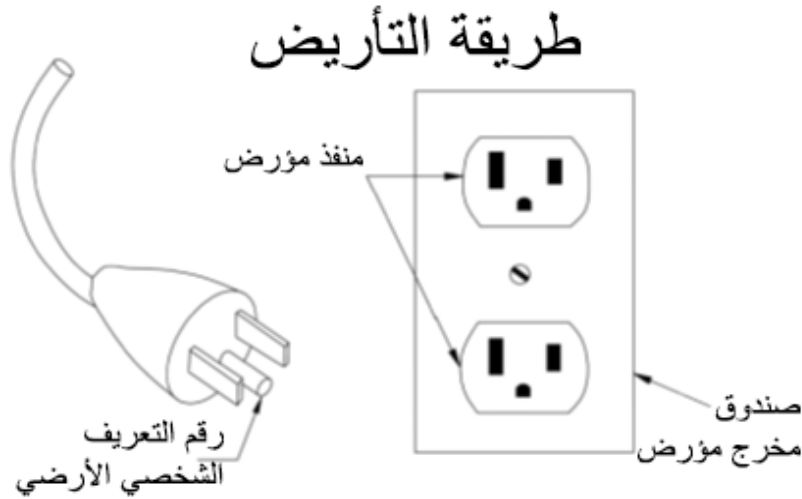 طريقة التأريض
منفذ مؤرض
صندوق
مخرج مؤرض
رقم التعريف
الشخصي الأرضي